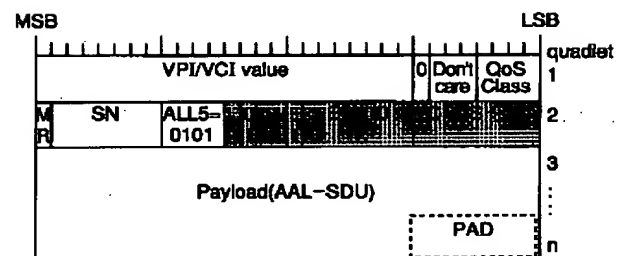 MSB LSB
quadlet
VPI/VCI value 0 Don't care QoS Class 1
MR SN ALL5= 0101 2
3
Payload(AAL-SDU)
PAD
n